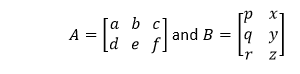 A = [a b c] and B = [p x]
[d e f] [q y]
[r z]